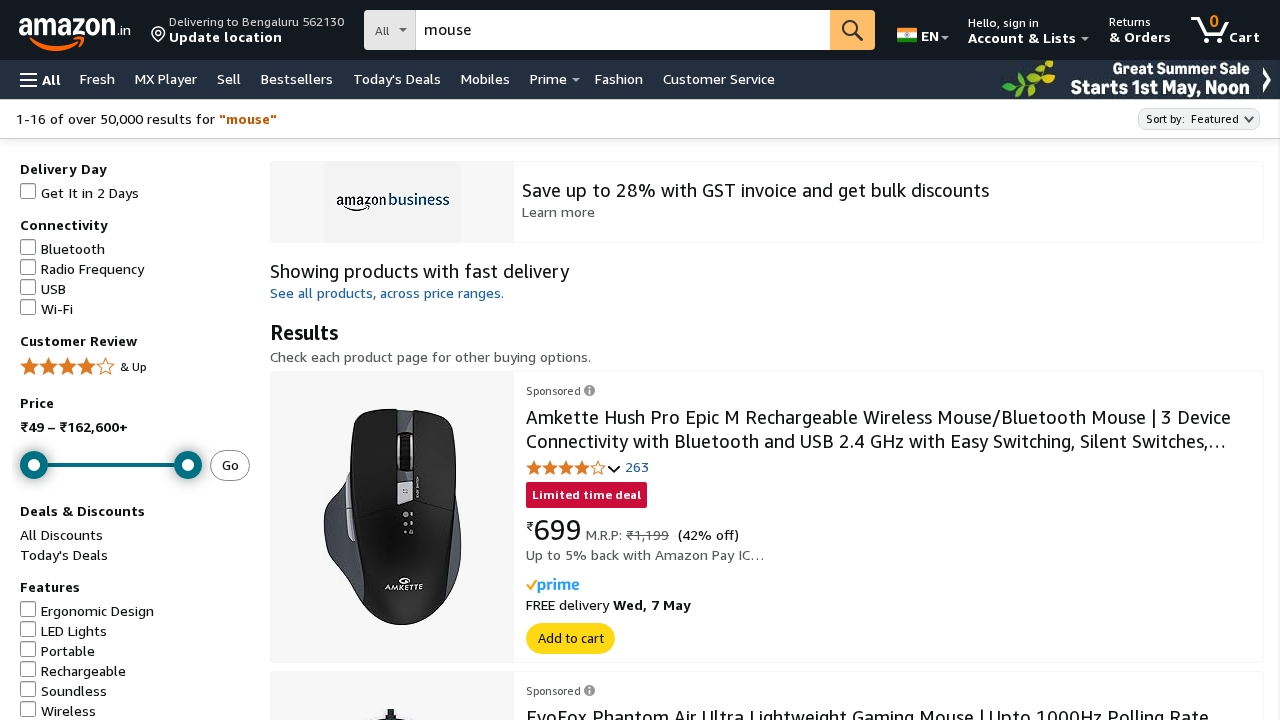 amazon.in
Delivering to Bengaluru 562130
Update location
All
mouse
EN
Hello, sign in
Account & Lists
Returns
& Orders
0
Cart
All
Fresh
MX Player
Sell
Bestsellers
Today's Deals
Mobiles
Prime
Fashion
Customer Service
Great Summer Sale
Starts 1st May, Noon
1-16 of over 50,000 results for "mouse"
Sort by: Featured
Delivery Day
Get It in 2 Days
Connectivity
Bluetooth
Radio Frequency
USB
Wi-Fi
Customer Review
& Up
Price
₹49 – ₹162,600+
Go
Deals & Discounts
All Discounts
Today's Deals
Features
Ergonomic Design
LED Lights
Portable
Rechargeable
Soundless
Wireless
amazon business
Save up to 28% with GST invoice and get bulk discounts
Learn more
Showing products with fast delivery
See all products, across price ranges.
Results
Check each product page for other buying options.
AMKETTE
Sponsored
Amkette Hush Pro Epic M Rechargeable Wireless Mouse/Bluetooth Mouse | 3 Device
Connectivity with Bluetooth and USB 2.4 GHz with Easy Switching, Silent Switches,…
263
Limited time deal
₹699 M.R.P: ₹1,199 (42% off)
Up to 5% back with Amazon Pay IC…
prime
FREE delivery Wed, 7 May
Add to cart
Sponsored
EvoFox Phantom Air Ultra Lightweight Gaming Mouse | Upto 1000Hz Polling Rate